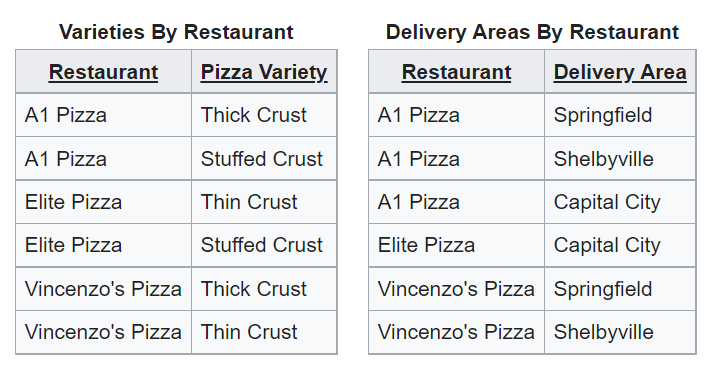 Varieties By Restaurant
Restaurant Pizza Variety
A1 Pizza Thick Crust
A1 Pizza Stuffed Crust
Elite Pizza Thin Crust
Elite Pizza Stuffed Crust
Vincenzo's Pizza Thick Crust
Vincenzo's Pizza Thin Crust
Delivery Areas By Restaurant
Restaurant Delivery Area
A1 Pizza Springfield
A1 Pizza Shelbyville
A1 Pizza Capital City
Elite Pizza Capital City
Vincenzo's Pizza Springfield
Vincenzo's Pizza Shelbyville